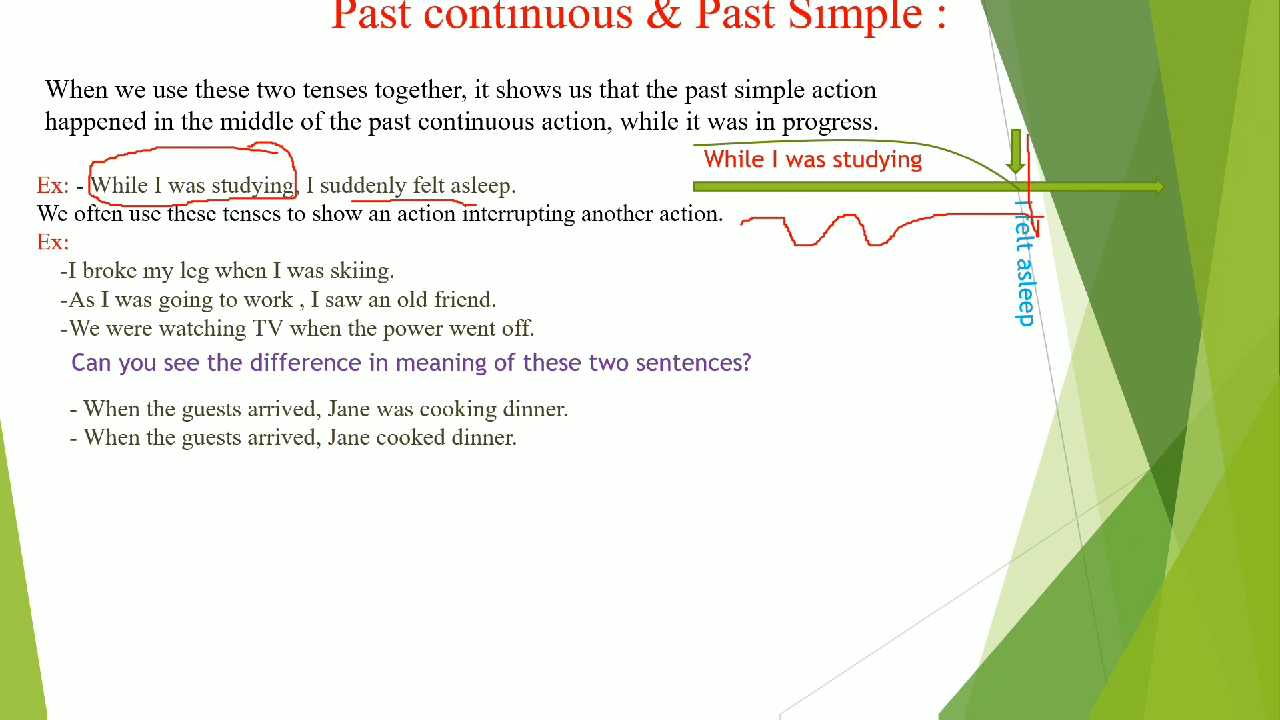 Past continuous & Past Simple :
When we use these two tenses together, it shows us that the past simple action
happened in the middle of the past continuous action, while it was in progress.
While I was studying
Ex: - While I was studying, I suddenly felt asleep.
We often use these tenses to show an action interrupting another action.
I felt asleep
Ex:
-I broke my leg when I was skiing.
-As I was going to work , I saw an old friend.
-We were watching TV when the power went off.
Can you see the difference in meaning of these two sentences?
- When the guests arrived, Jane was cooking dinner.
- When the guests arrived, Jane cooked dinner.